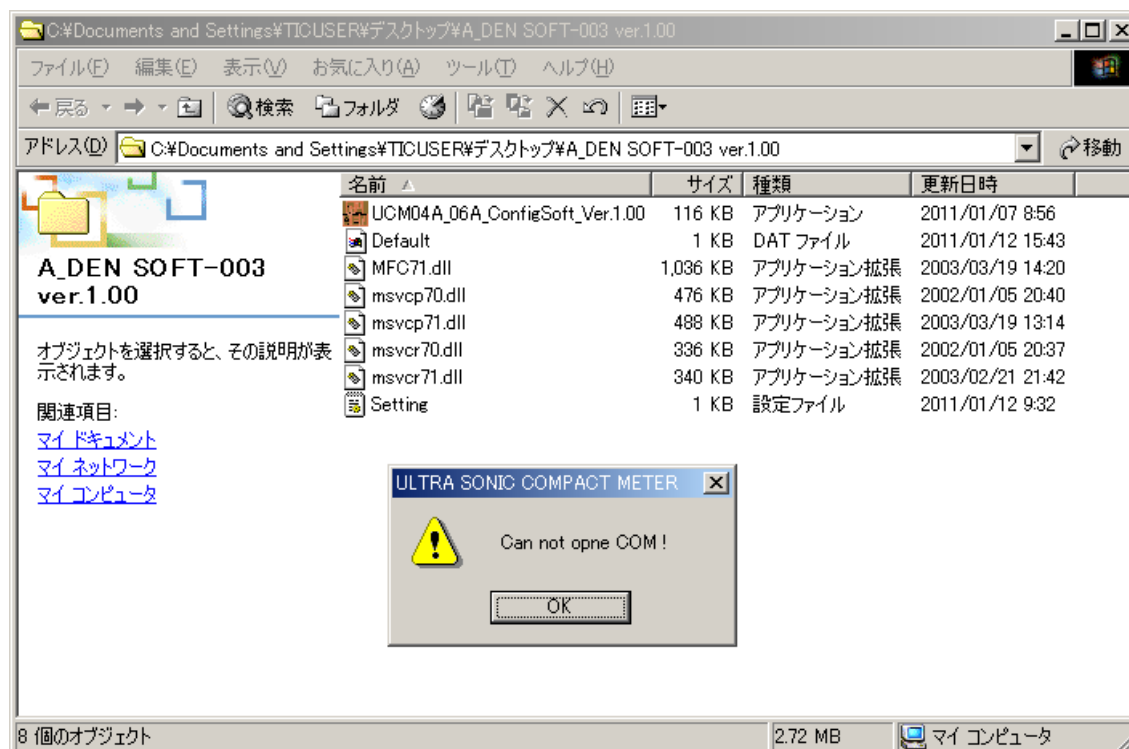 C:¥Documents and Settings¥TICUSER¥デスクトップ¥A_DEN SOFT-003 ver.1.00
ファイル(F) 編集(E) 表示(V) お気に入り(A) ツール(T) ヘルプ(H)
戻る 検索 フォルダ
アドレス(D) C:¥Documents and Settings¥TICUSER¥デスクトップ¥A_DEN SOFT-003 ver.1.00 移動
名前 サイズ 種類 更新日時
UCM04A_06A_ConfigSoft_Ver.1.00 116 KB アプリケーション 2011/01/07 8:56
Default 1 KB DAT ファイル 2011/01/12 15:43
MFC71.dll 1,036 KB アプリケーション拡張 2003/03/19 14:20
msvcp70.dll 476 KB アプリケーション拡張 2002/01/05 20:40
msvcp71.dll 488 KB アプリケーション拡張 2003/03/19 13:14
msvcr70.dll 336 KB アプリケーション拡張 2002/01/05 20:37
msvcr71.dll 340 KB アプリケーション拡張 2003/02/21 21:42
Setting 1 KB 設定ファイル 2011/01/12 9:32
A_DEN SOFT-003
ver.1.00
オブジェクトを選択すると、その説明が表
示されます。
関連項目:
マイ ドキュメント
マイ ネットワーク
マイ コンピュータ
ULTRA SONIC COMPACT METER
Can not opne COM !
OK
8 個のオブジェクト 2.72 MB マイ コンピュータ